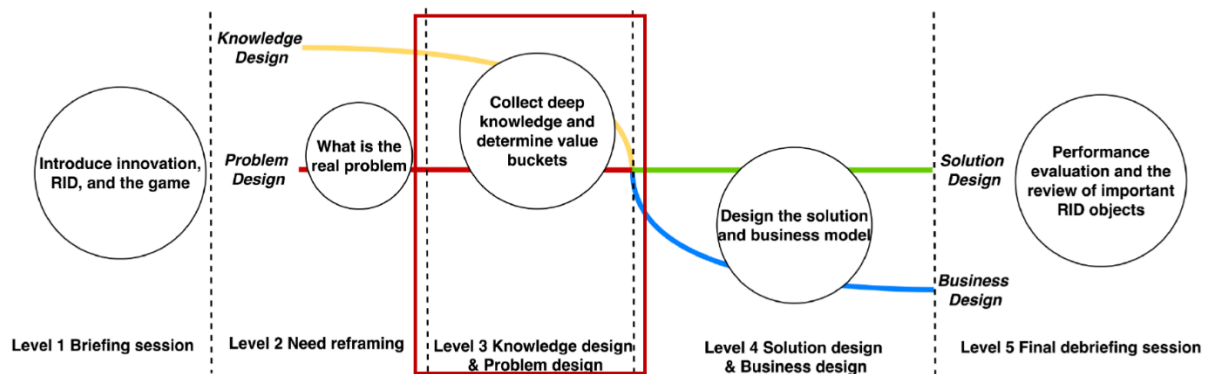 Knowledge
Design
Introduce innovation,
RID, and the game
Problem
Design
What is the
real problem
Collect deep
knowledge and
determine value
buckets
Design the solution
and business model
Solution
Design
Business
Design
Performance
evaluation and the
review of important
RID objects
Level 1 Briefing session
Level 2 Need reframing
Level 3 Knowledge design
& Problem design
Level 4 Solution design
& Business design
Level 5 Final debriefing session